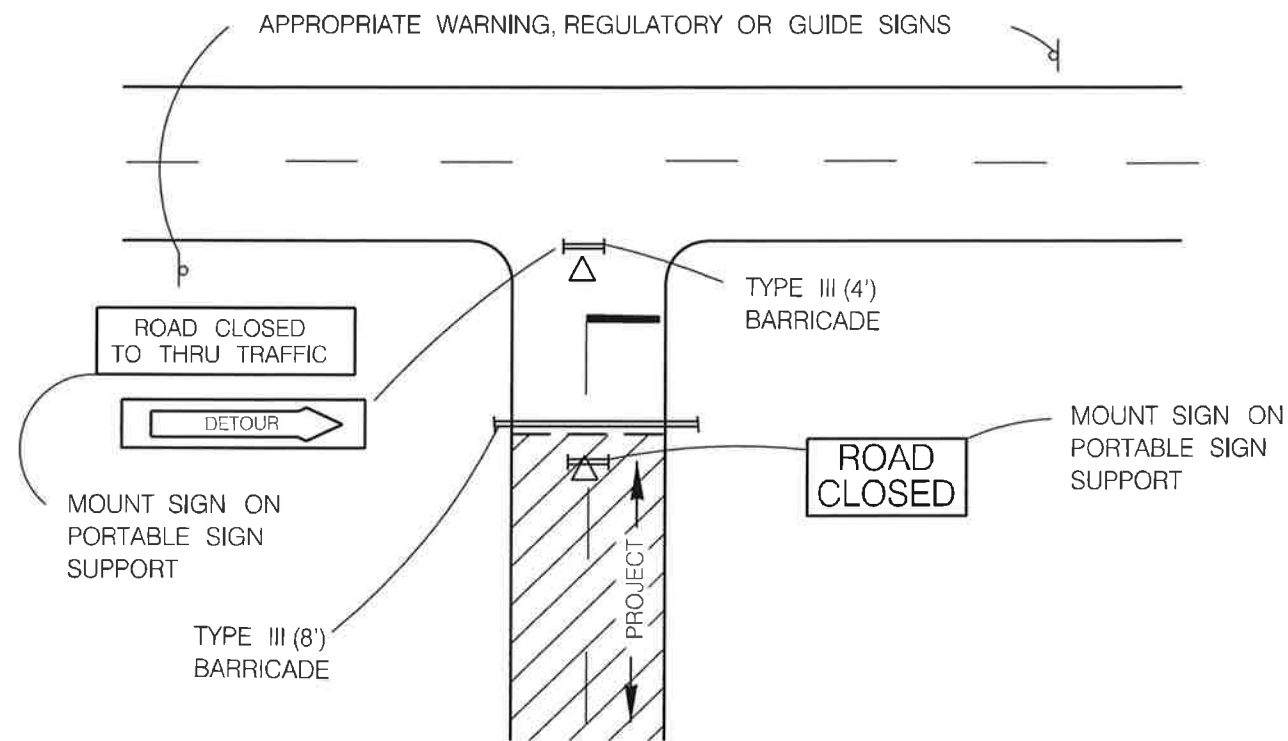 APPROPRIATE WARNING, REGULATORY OR GUIDE SIGNS
TYPE III (4')
BARRICADE
ROAD CLOSED
TO THRU TRAFFIC
DETOUR
MOUNT SIGN ON
PORTABLE SIGN
SUPPORT
ROAD
CLOSED
MOUNT SIGN ON
PORTABLE SIGN
SUPPORT
PROJECT
TYPE III (8')
BARRICADE